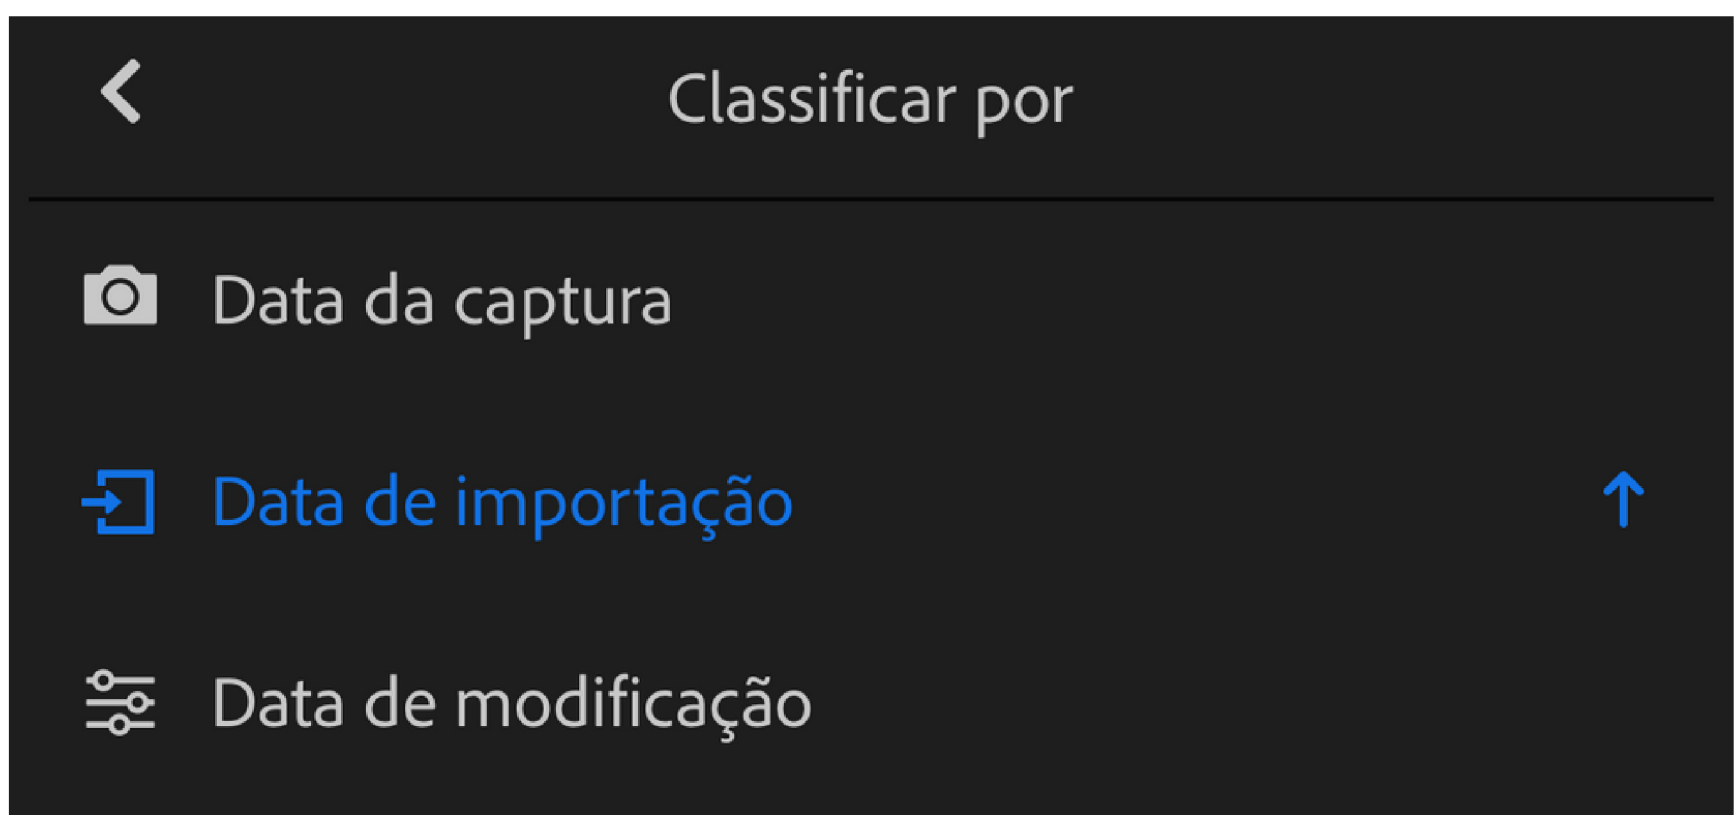 Classificar por
Data da captura
Data de importação
Data de modificação